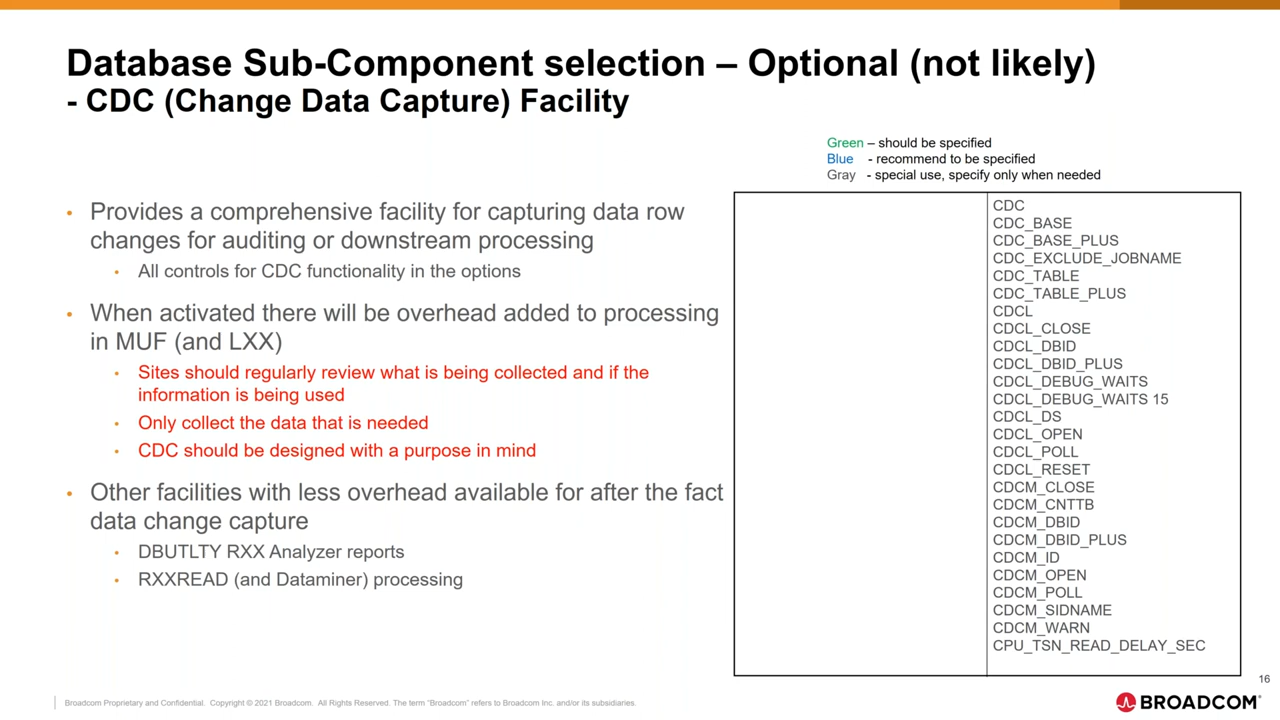 Database Sub-Component selection – Optional (not likely)
- CDC (Change Data Capture) Facility
Green – should be specified
Blue - recommend to be specified
Gray - special use, specify only when needed
• Provides a comprehensive facility for capturing data row
changes for auditing or downstream processing
• All controls for CDC functionality in the options
• When activated there will be overhead added to processing
in MUF (and LXX)
• Sites should regularly review what is being collected and if the
information is being used
• Only collect the data that is needed
• CDC should be designed with a purpose in mind
• Other facilities with less overhead available for after the fact
data change capture
• DBUTLTY RXX Analyzer reports
• RXXREAD (and Dataminer) processing
CDC
CDC_BASE
CDC_BASE_PLUS
CDC_EXCLUDE_JOBNAME
CDC_TABLE
CDC_TABLE_PLUS
CDCL
CDCL_CLOSE
CDCL_DBID
CDCL_DBID_PLUS
CDCL_DEBUG_WAITS
CDCL_DEBUG_WAITS 15
CDCL_DS
CDCL_OPEN
CDCL_POLL
CDCL_RESET
CDCM_CLOSE
CDCM_CNTTB
CDCM_DBID
CDCM_DBID_PLUS
CDCM_ID
CDCM_OPEN
CDCM_POLL
CDCM_SIDNAME
CDCM_WARN
CPU_TSN_READ_DELAY_SEC
16
Broadcom Proprietary and Confidential. Copyright © 2021 Broadcom. All Rights Reserved. The term “Broadcom” refers to Broadcom Inc. and/or its subsidiaries.
BROADCOM®